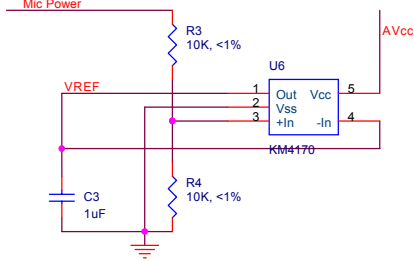 Mic Power
R3
10K, <1%
AVcc
U6
VREF
1 Out Vcc 5
2 Vss
3 +In -In 4
KM4170
R4
10K, <1%
C3
1uF